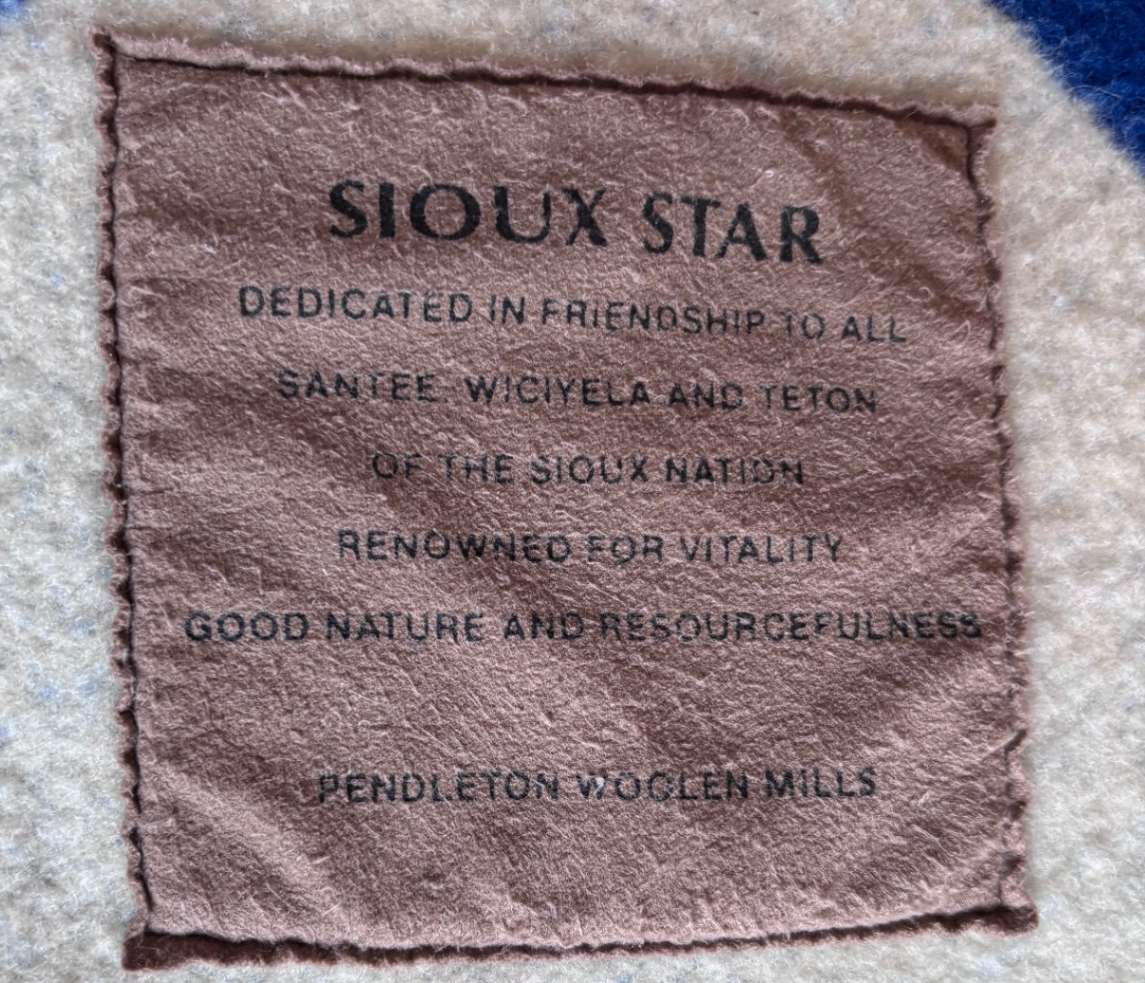 SIOUX STAR
DEDICATED IN FRIENDSHIP TO ALL
SANTEE, WICIYELA AND TETON
OF THE SIOUX NATION
RENOWNED FOR VITALITY
GOOD NATURE AND RESOURCEFULNESS
PENDLETON WOOLEN MILLS